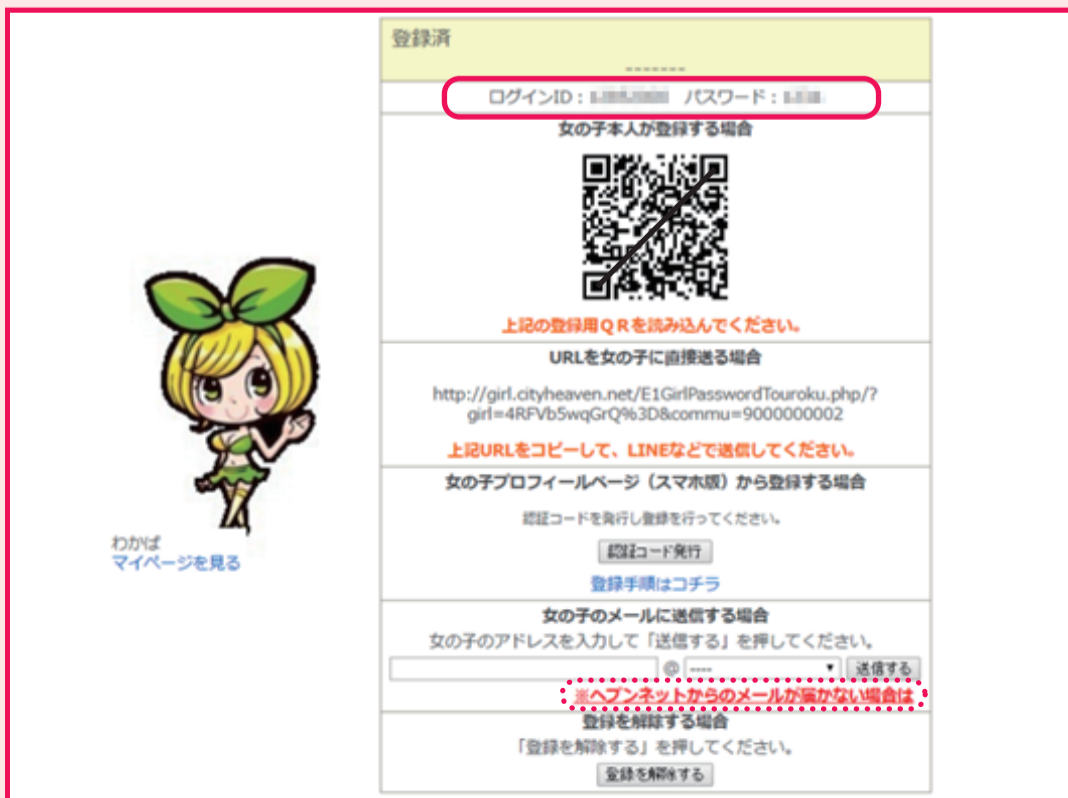 登録済
-------
ログインID： パスワード：
女の子本人が登録する場合
上記の登録用ＱＲを読み込んでください。
URLを女の子に直接送る場合
http://girl.cityheaven.net/E1GirlPasswordTouroku.php/?
girl=4RFVb5wqGrQ%3D&commu=9000000002
上記URLをコピーして、LINEなどで送信してください。
女の子プロフィールページ（スマホ版）から登録する場合
認証コードを発行し登録を行ってください。
認証コード発行
登録手順はコチラ
わかば
マイページを見る
女の子のメールに送信する場合
女の子のアドレスを入力して「送信する」を押してください。
@ ---- 送信する
※ヘブンネットからのメールが届かない場合は
登録を解除する場合
「登録を解除する」を押してください。
登録を解除する